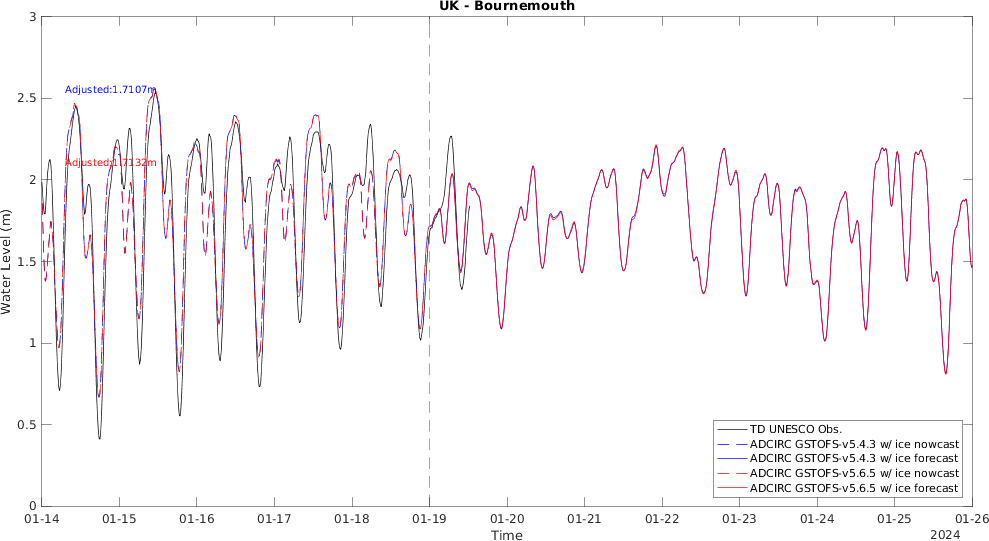 UK - Bournemouth
3
2.5
2
1.5
1
0.5
0
Water Level (m)
Adjusted:1.7107m
Adjusted:1.7132m
TD UNESCO Obs.
ADCIRC GSTOFS-v5.4.3 w/ ice nowcast
ADCIRC GSTOFS-v5.4.3 w/ ice forecast
ADCIRC GSTOFS-v5.6.5 w/ ice nowcast
ADCIRC GSTOFS-v5.6.5 w/ ice forecast
01-14 01-15 01-16 01-17 01-18 01-19 01-20 01-21 01-22 01-23 01-24 01-25 01-26
Time
2024